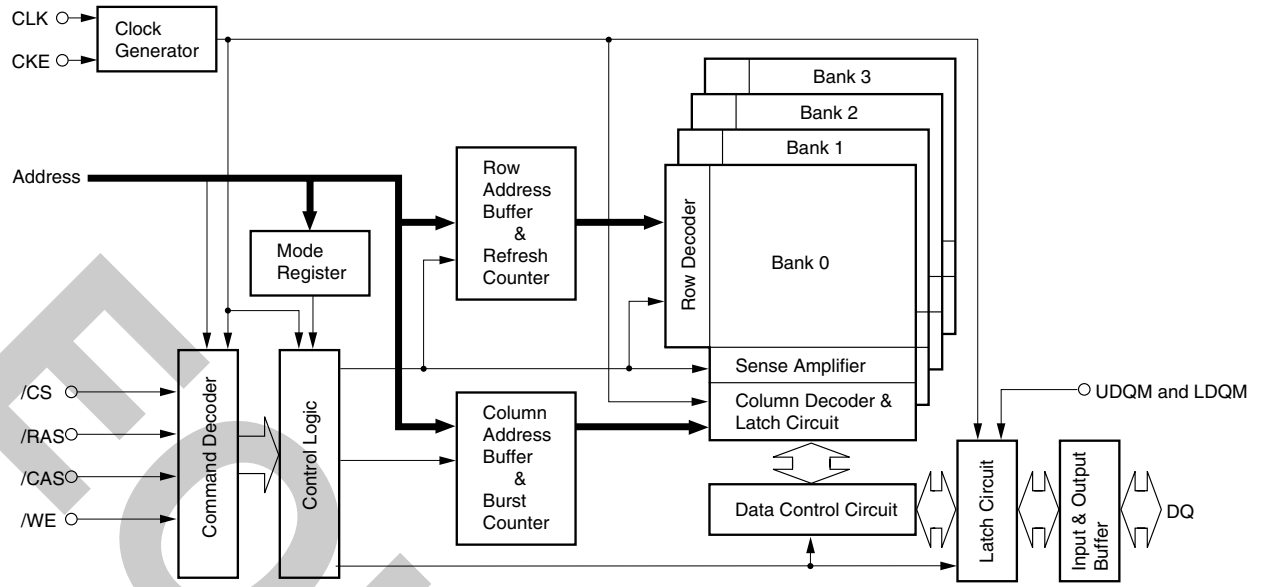 CLK
CKE
Clock
Generator
Bank 3
Bank 2
Bank 1
Bank 0
Address
Row
Address
Buffer
&
Refresh
Counter
Row Decoder
Mode
Register
Sense Amplifier
Column Decoder &
Latch Circuit
/CS
/RAS
/CAS
/WE
Command Decoder
Control Logic
Column
Address
Buffer
&
Burst
Counter
UDQM and LDQM
Data Control Circuit
Latch Circuit
Input & Output
Buffer
DQ